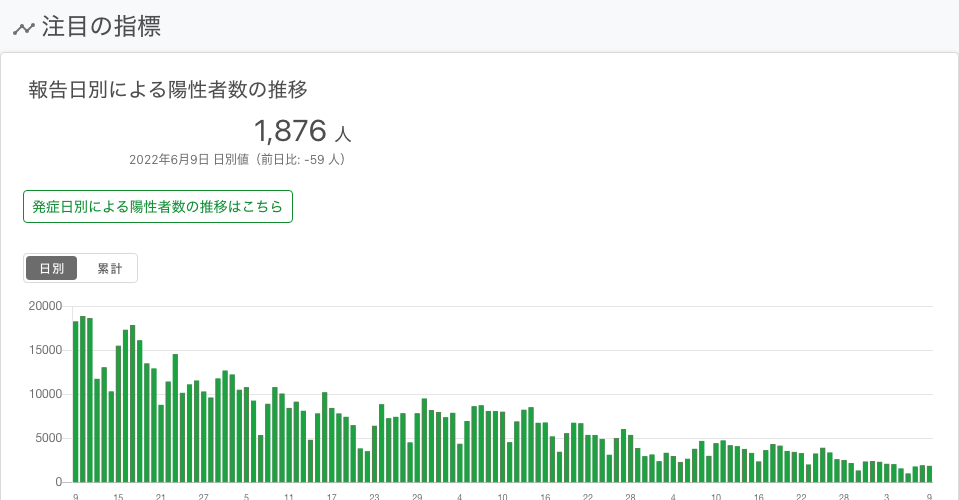 注目の指標
報告日別による陽性者数の推移
1,876 人
2022年6月9日 日別値（前日比: -59 人）
発症日別による陽性者数の推移はこちら
日別 累計
20000
15000
10000
5000
0
9 15 21 27 5 11 17 23 29 4 10 16 22 28 4 10 16 22 28 3 9